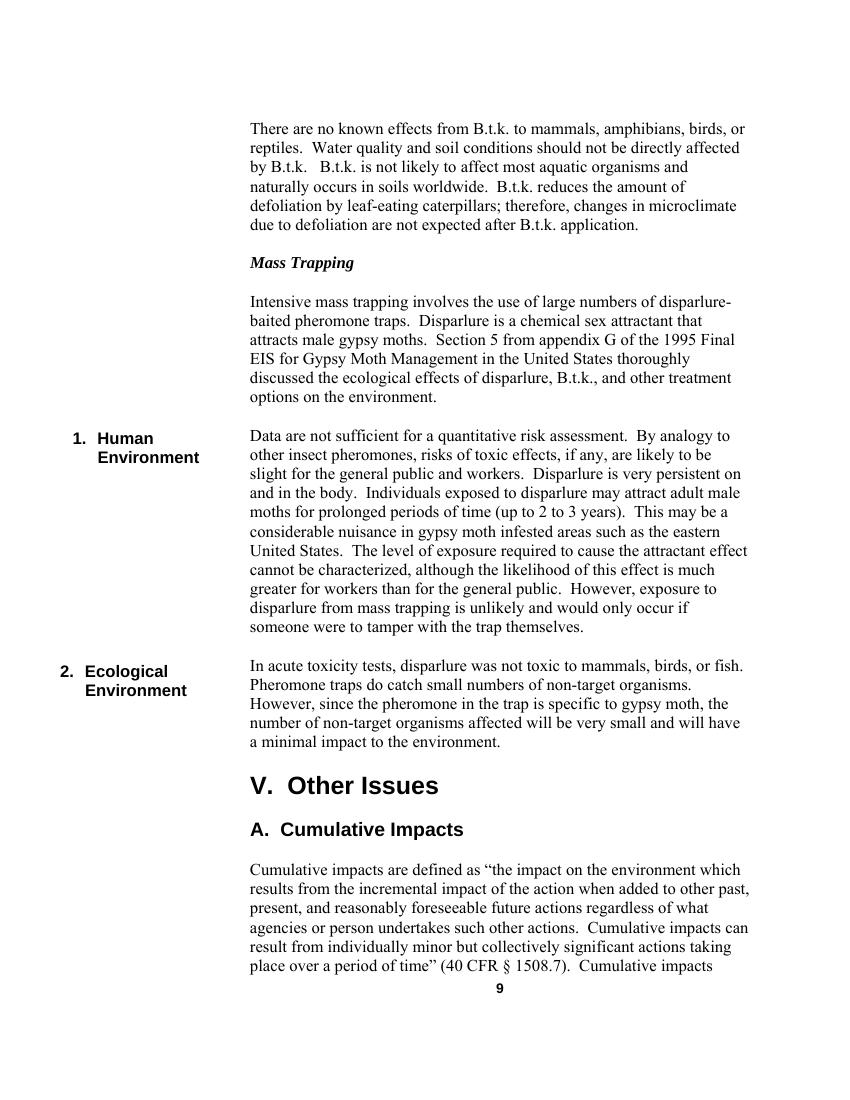 There are no known effects from B.t.k. to mammals, amphibians, birds, or
reptiles.  Water quality and soil conditions should not be directly affected
by B.t.k.   B.t.k. is not likely to affect most aquatic organisms and
naturally occurs in soils worldwide.  B.t.k. reduces the amount of
defoliation by leaf-eating caterpillars; therefore, changes in microclimate
due to defoliation are not expected after B.t.k. application.
Mass Trapping
Intensive mass trapping involves the use of large numbers of disparlure-
baited pheromone traps.  Disparlure is a chemical sex attractant that
attracts male gypsy moths.  Section 5 from appendix G of the 1995 Final
EIS for Gypsy Moth Management in the United States thoroughly
discussed the ecological effects of disparlure, B.t.k., and other treatment
options on the environment.
1.  Human
Environment
Data are not sufficient for a quantitative risk assessment.  By analogy to
other insect pheromones, risks of toxic effects, if any, are likely to be
slight for the general public and workers.  Disparlure is very persistent on
and in the body.  Individuals exposed to disparlure may attract adult male
moths for prolonged periods of time (up to 2 to 3 years).  This may be a
considerable nuisance in gypsy moth infested areas such as the eastern
United States.  The level of exposure required to cause the attractant effect
cannot be characterized, although the likelihood of this effect is much
greater for workers than for the general public.  However, exposure to
disparlure from mass trapping is unlikely and would only occur if
someone were to tamper with the trap themselves.
2.  Ecological
Environment
In acute toxicity tests, disparlure was not toxic to mammals, birds, or fish.
Pheromone traps do catch small numbers of non-target organisms.
However, since the pheromone in the trap is specific to gypsy moth, the
number of non-target organisms affected will be very small and will have
a minimal impact to the environment.
V.  Other Issues
A.  Cumulative Impacts
Cumulative impacts are defined as “the impact on the environment which
results from the incremental impact of the action when added to other past,
present, and reasonably foreseeable future actions regardless of what
agencies or person undertakes such other actions.  Cumulative impacts can
result from individually minor but collectively significant actions taking
place over a period of time” (40 CFR § 1508.7).  Cumulative impacts
9